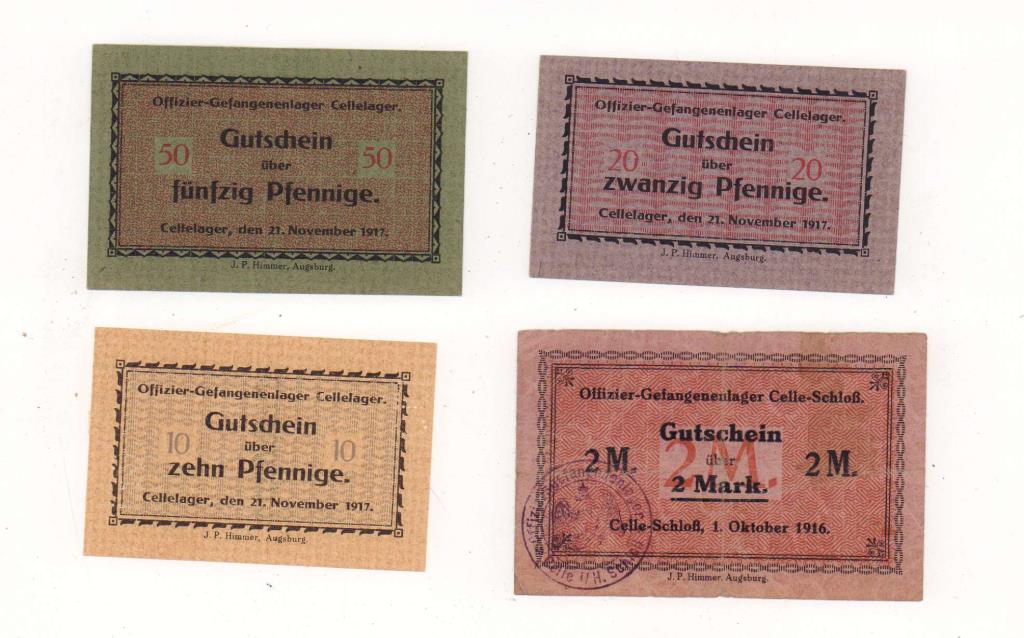 Offizier-Gefangenenlager Cellelager.
Gutschein
50 über 50
fünfzig Pfennige.
Cellelager, den 21. November 1917.
J. P. Himmer, Augsburg.
Offizier-Gefangenenlager Cellelager.
Gutschein
20 über 20
zwanzig Pfennige.
Cellelager, den 21. November 1917.
J. P. Himmer, Augsburg.
Offizier-Gefangenenlager Cellelager.
Gutschein
10 über 10
zehn Pfennige.
Cellelager, den 21. November 1917.
J. P. Himmer, Augsburg.
Offizier-Gefangenenlager Celle-Schloß.
Gutschein
2 M. über 2 M.
2 M.
2 Mark.
Celle-Schloß, 1. Oktober 1916.
J. P. Himmer, Augsburg.